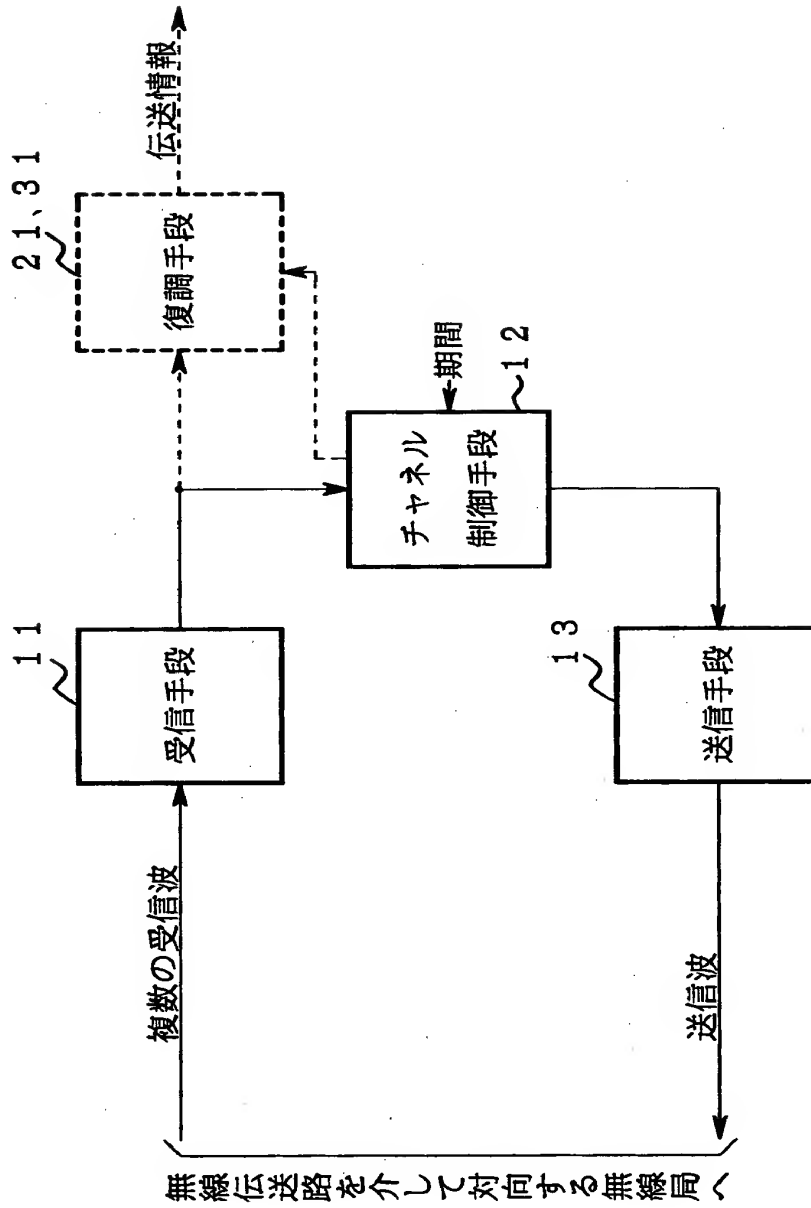 無線伝送路を介して対向する無線局へ
複数の受信波
11
受信手段
21、31
復調手段
伝送情報
チャネル
制御手段
期間
12
13
送信手段
送信波